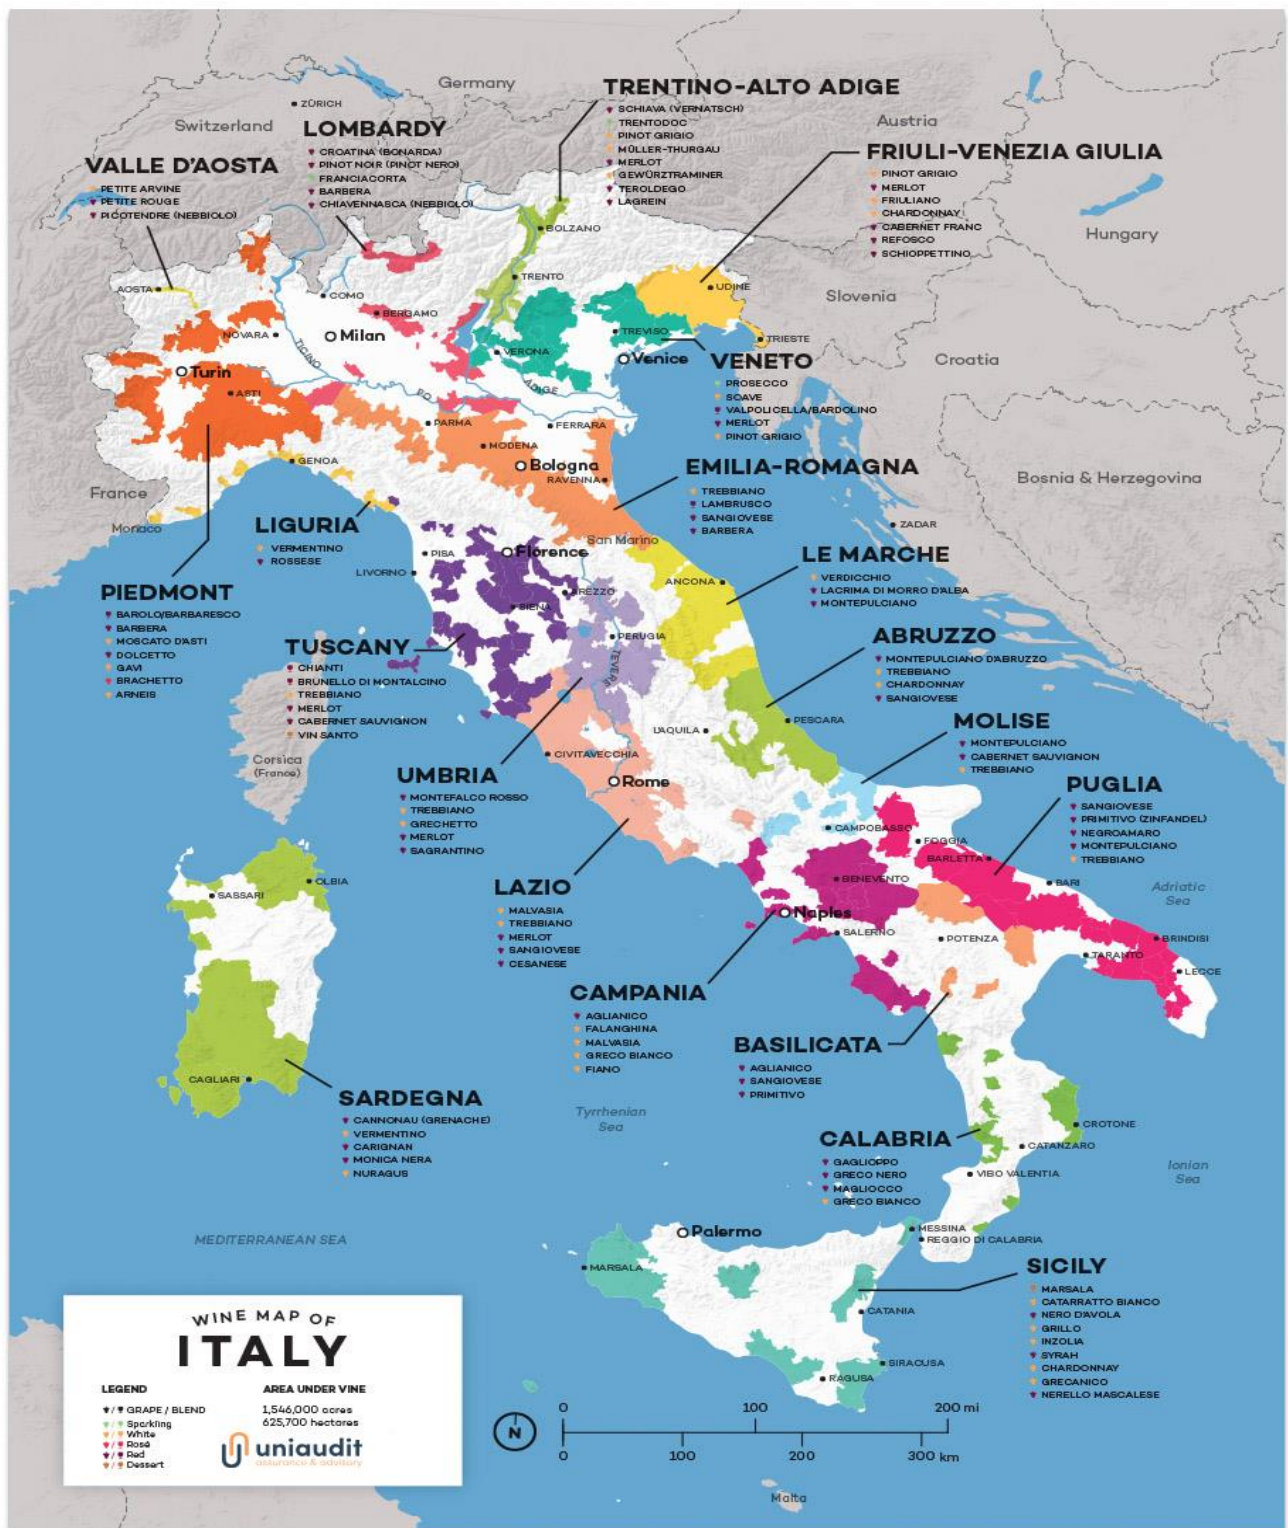 Germany
ZÜRICH
Switzerland
Austria
Hungary
Slovenia
Croatia
Bosnia & Herzegovina
France
Monaco
San Marino
Corsica
(France)
Malta
TRENTINO-ALTO ADIGE
SCHIAVA (VERNATSCH)
TRENTODOC
PINOT GRIGIO
MÜLLER-THURGAU
MERLOT
GEWÜRZTRAMINER
TEROLDEGO
LAGREIN
LOMBARDY
CROATINA (BONARDA)
PINOT NOIR (PINOT NERO)
FRANCIACORTA
BARBERA
CHIAVENNASCA (NEBBIOLO)
VALLE D'AOSTA
PETITE ARVINE
PETITE ROUGE
PICOTENDRE (NEBBIOLO)
FRIULI-VENEZIA GIULIA
PINOT GRIGIO
MERLOT
FRIULIANO
CHARDONNAY
CABERNET FRANC
REFOSCO
SCHIOPPETTINO
BOLZANO
TRENTO
AOSTA
COMO
BERGAMO
UDINE
NOVARA
Milan
TICINO
VERONA
TREVISO
TRIESTE
Venice
Turin
ASTI
PO
ADIGE
PARMA
FERRARA
MODENA
Bologna
RAVENNA
GENOA
VENETO
PROSECCO
SOAVE
VALPOLICELLA/BARDOLINO
MERLOT
PINOT GRIGIO
EMILIA-ROMAGNA
TREBBIANO
LAMBRUSCO
SANGIOVESE
BARBERA
ZADAR
LIGURIA
VERMENTINO
ROSSESE
PISA
Florence
LIVORNO
AREZZO
SIENA
ANCONA
PERUGIA
TEVERE
LE MARCHE
VERDICCHIO
LACRIMA DI MORRO D'ALBA
MONTEPULCIANO
PIEDMONT
BAROLO/BARBARESCO
BARBERA
MOSCATO D'ASTI
DOLCETTO
GAVI
BRACHETTO
ARNEIS
TUSCANY
CHIANTI
BRUNELLO DI MONTALCINO
TREBBIANO
MERLOT
CABERNET SAUVIGNON
VIN SANTO
ABRUZZO
MONTEPULCIANO D'ABRUZZO
TREBBIANO
CHARDONNAY
SANGIOVESE
L'AQUILA
PESCARA
CIVITAVECCHIA
Rome
MOLISE
MONTEPULCIANO
CABERNET SAUVIGNON
TREBBIANO
UMBRIA
MONTEFALCO ROSSO
TREBBIANO
GRECHETTO
MERLOT
SAGRANTINO
PUGLIA
SANGIOVESE
PRIMITIVO (ZINFANDEL)
NEGROAMARO
MONTEPULCIANO
TREBBIANO
CAMPOBASSO
FOGGIA
BARLETTA
BARI
BENEVENTO
Naples
SALERNO
POTENZA
TARANTO
BRINDISI
LECCE
Adriatic
Sea
LAZIO
MALVASIA
TREBBIANO
MERLOT
SANGIOVESE
CESANESE
OLBIA
SASSARI
CAGLIARI
CAMPANIA
AGLIANICO
FALANGHINA
MALVASIA
GRECO BIANCO
FIANO
BASILICATA
AGLIANICO
SANGIOVESE
PRIMITIVO
SARDEGNA
CANNONAU (GRENACHE)
VERMENTINO
CARIGNAN
MONICA NERA
NURAGUS
Tyrrhenian
Sea
CALABRIA
GAGLIOPPO
GRECO NERO
MAGLIOCCO
GRECO BIANCO
CROTONE
CATANZARO
VIBO VALENTIA
Ionian
Sea
MESSINA
REGGIO DI CALABRIA
MEDITERRANEAN SEA
Palermo
MARSALA
CATANIA
SIRACUSA
RAGUSA
SICILY
MARSALA
CATARRATTO BIANCO
NERO D'AVOLA
GRILLO
INZOLIA
SYRAH
CHARDONNAY
GRECANICO
NERELLO MASCALESE
WINE MAP OF
ITALY
LEGEND
/ GRAPE / BLEND
/ Sparkling
/ White
/ Rosé
/ Red
/ Dessert
AREA UNDER VINE
1,546,000 acres
625,700 hectares
uniaudit
assurance & advisory
N
0 100 200 mi
0 100 200 300 km